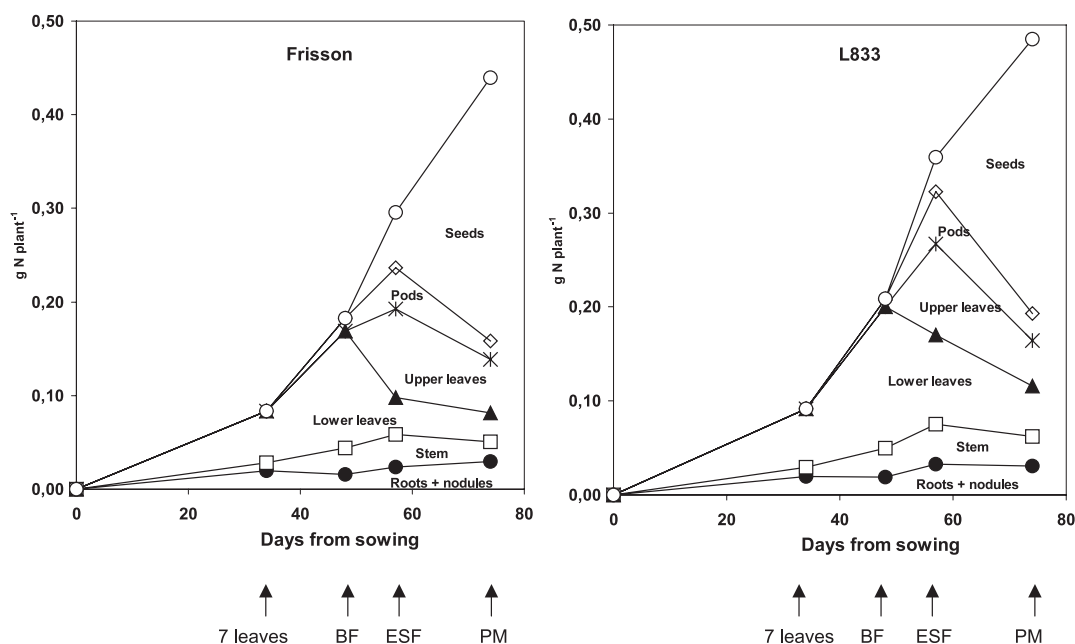 Frisson
0,50
0,40
0,30
0,20
0,10
0,00
g N plant-1
Seeds
Pods
Upper leaves
Lower leaves
Stem
Roots + nodules
0 20 40 60 80
Days from sowing
7 leaves BF ESF PM
L833
0,50
0,40
0,30
0,20
0,10
0,00
g N plant-1
Seeds
Pods
Upper leaves
Lower leaves
Stem
Roots + nodules
0 20 40 60 80
Days from sowing
7 leaves BF ESF PM